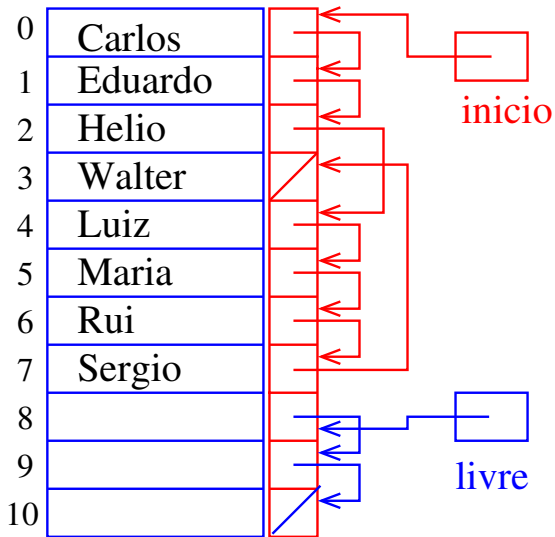 0 Carlos
1 Eduardo
inicio
2 Helio
3 Walter
4 Luiz
5 Maria
6 Rui
7 Sergio
8
9
livre
10